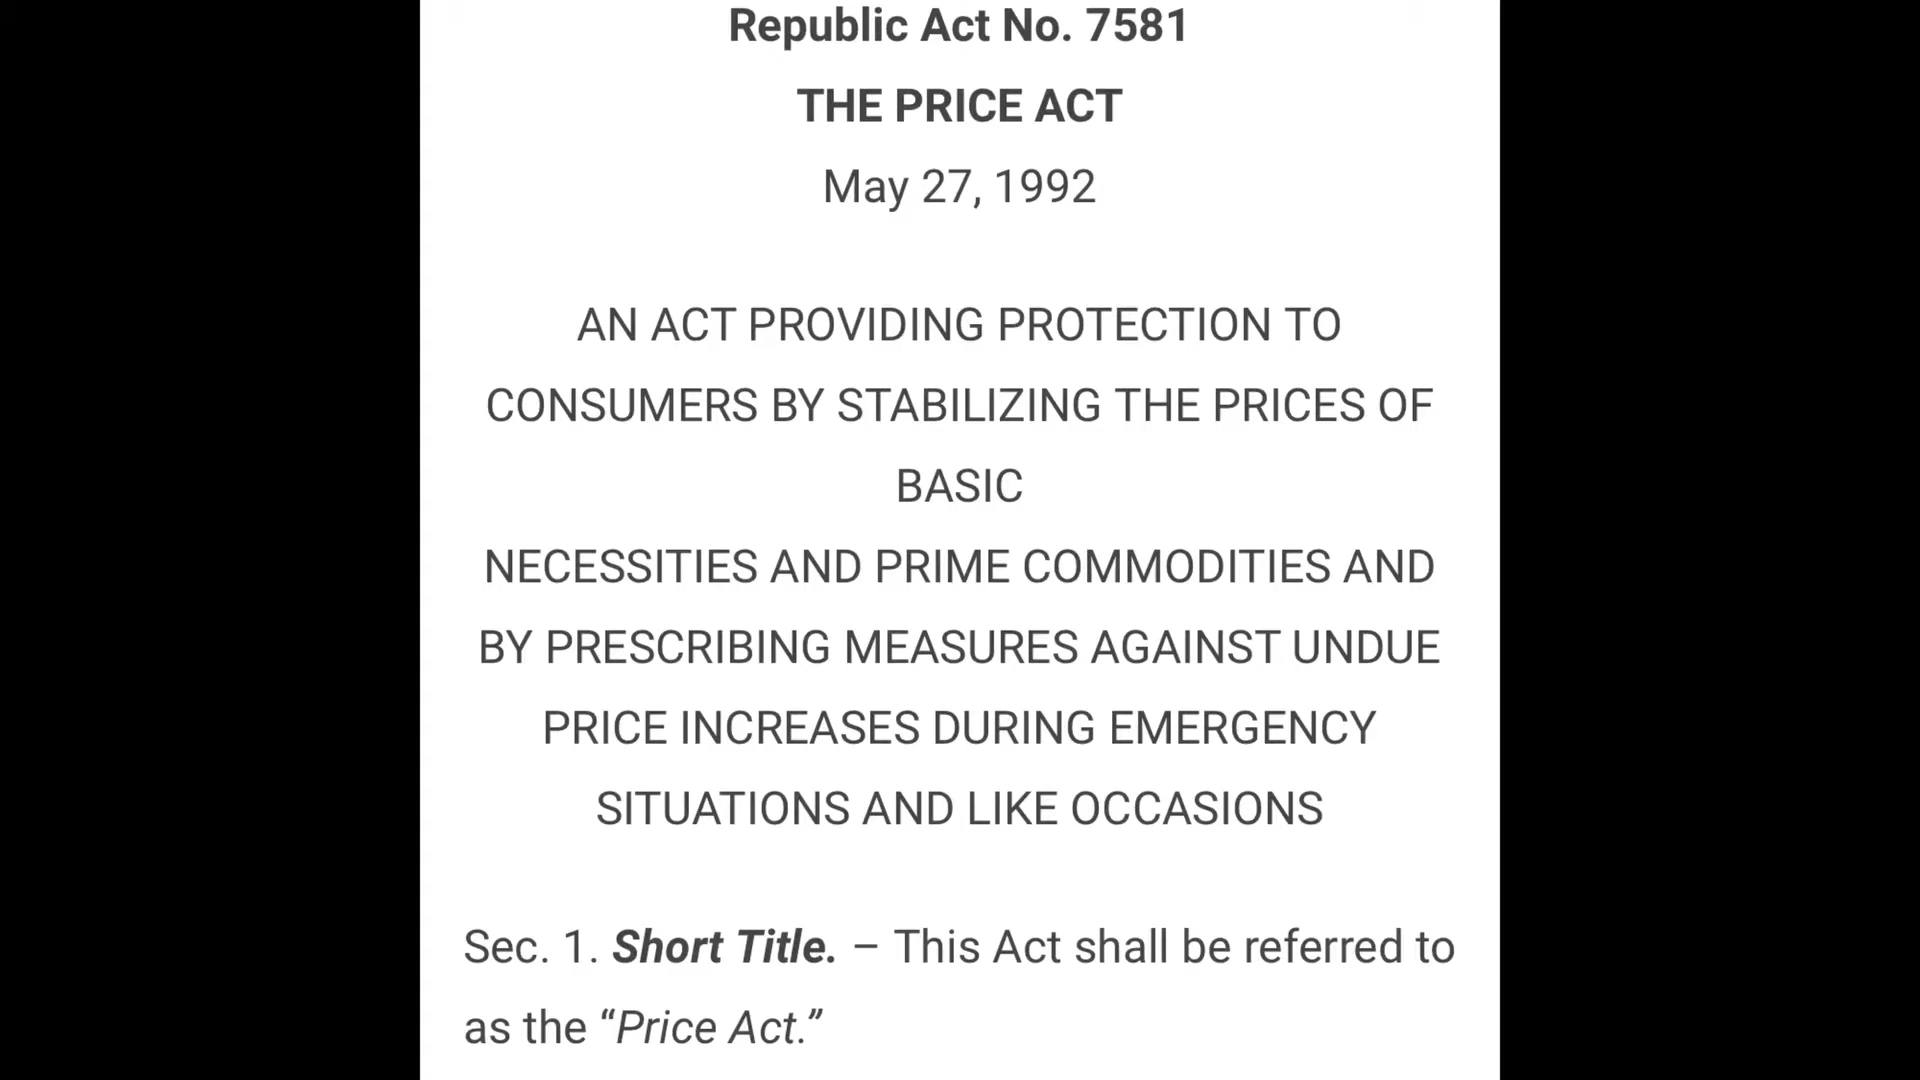 Republic Act No. 7581
THE PRICE ACT
May 27, 1992
AN ACT PROVIDING PROTECTION TO
CONSUMERS BY STABILIZING THE PRICES OF
BASIC
NECESSITIES AND PRIME COMMODITIES AND
BY PRESCRIBING MEASURES AGAINST UNDUE
PRICE INCREASES DURING EMERGENCY
SITUATIONS AND LIKE OCCASIONS
Sec. 1. Short Title. – This Act shall be referred to
as the “Price Act.”